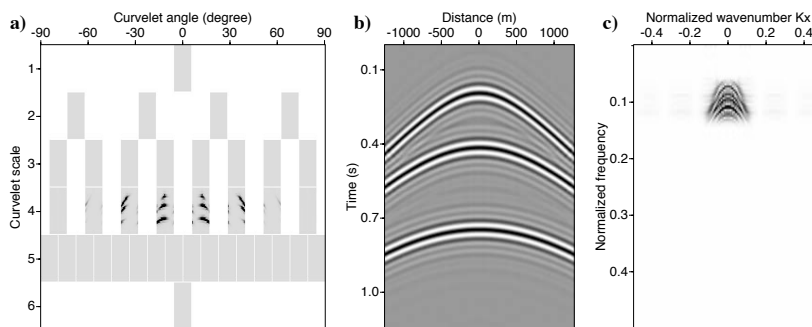 a)
Curvelet angle (degree)
-90 -60 -30 0 30 60 90
Curvelet scale
1
2
3
4
5
6
b)
Distance (m)
-1000 -500 0 500 1000
Time (s)
0.1
0.4
0.7
1.0
c)
Normalized wavenumber Kx
-0.4 -0.2 0 0.2 0.4
Normalized frequency
0.1
0.2
0.3
0.4